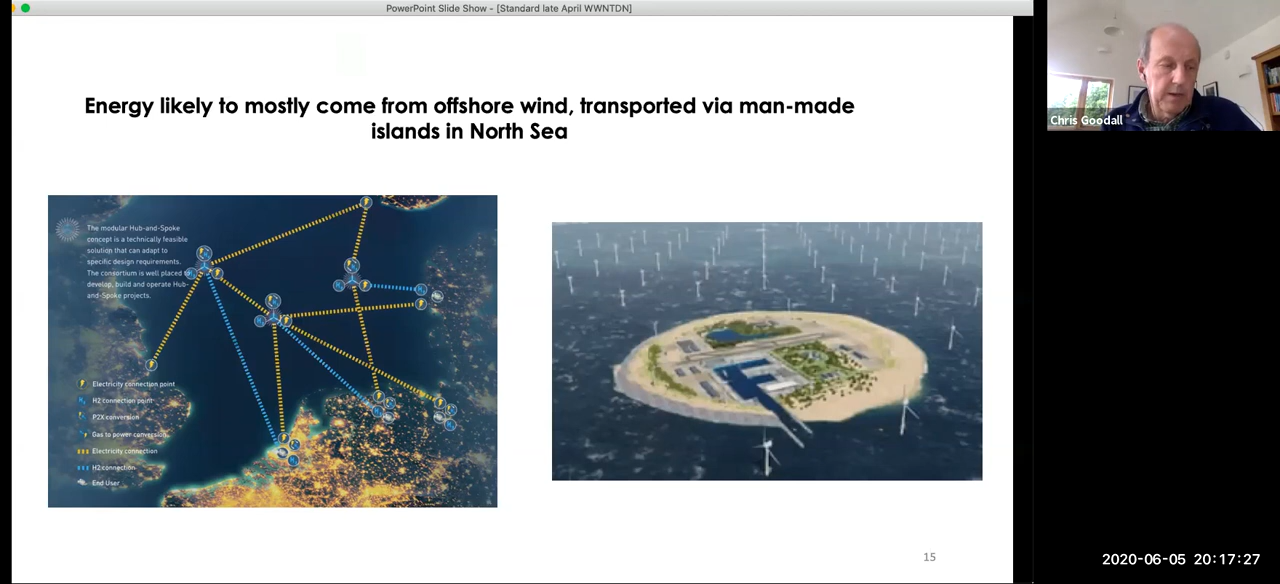 PowerPoint Slide Show - [Standard late April WWNTDN]
Energy likely to mostly come from offshore wind, transported via man-made
islands in North Sea
The modular Hub-and-Spoke
concept is a technically feasible
solution that can adapt to
specific design requirements.
The consortium is well placed to
develop, build and operate Hub-
and-Spoke projects.
Electricity connection point
H2 connection point
P2X conversion
Gas to power conversion
Electricity connection
H2 connection
End User
15
Chris Goodall
2020-06-05 20:17:27